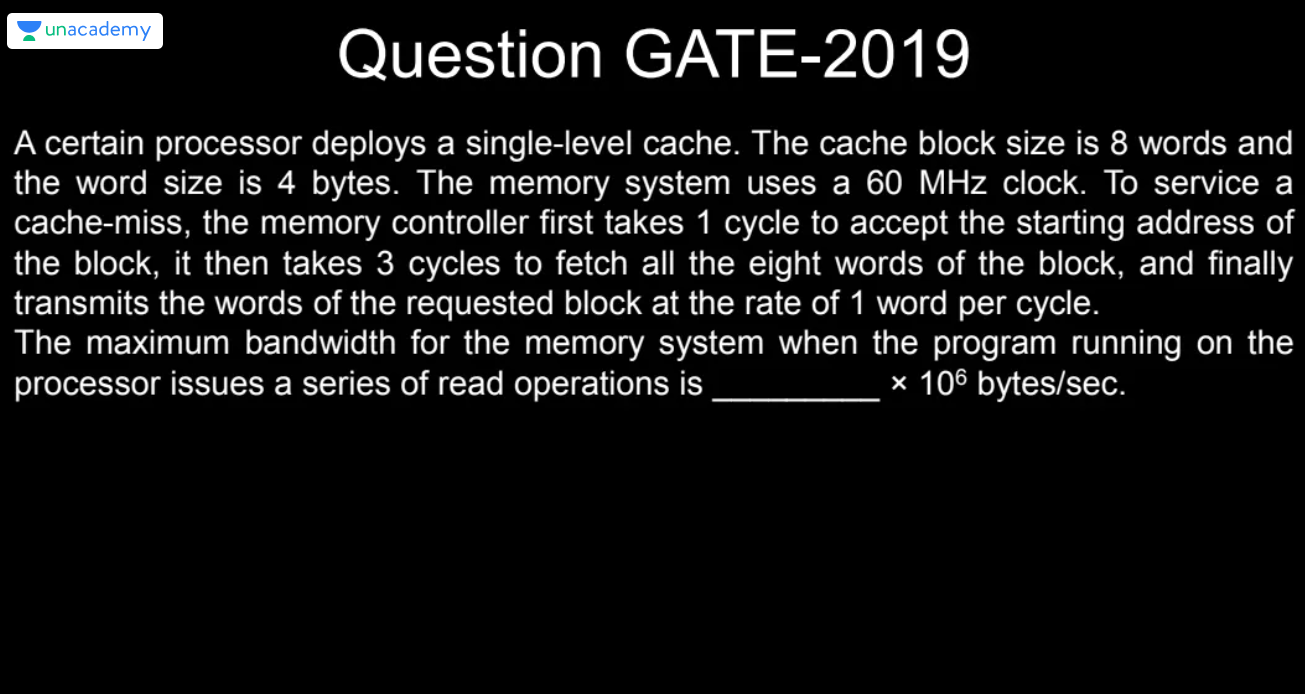 unacademy
Question GATE-2019
A certain processor deploys a single-level cache. The cache block size is 8 words and
the word size is 4 bytes. The memory system uses a 60 MHz clock. To service a
cache-miss, the memory controller first takes 1 cycle to accept the starting address of
the block, it then takes 3 cycles to fetch all the eight words of the block, and finally
transmits the words of the requested block at the rate of 1 word per cycle.
The maximum bandwidth for the memory system when the program running on the
processor issues a series of read operations is _________ × 10⁶ bytes/sec.